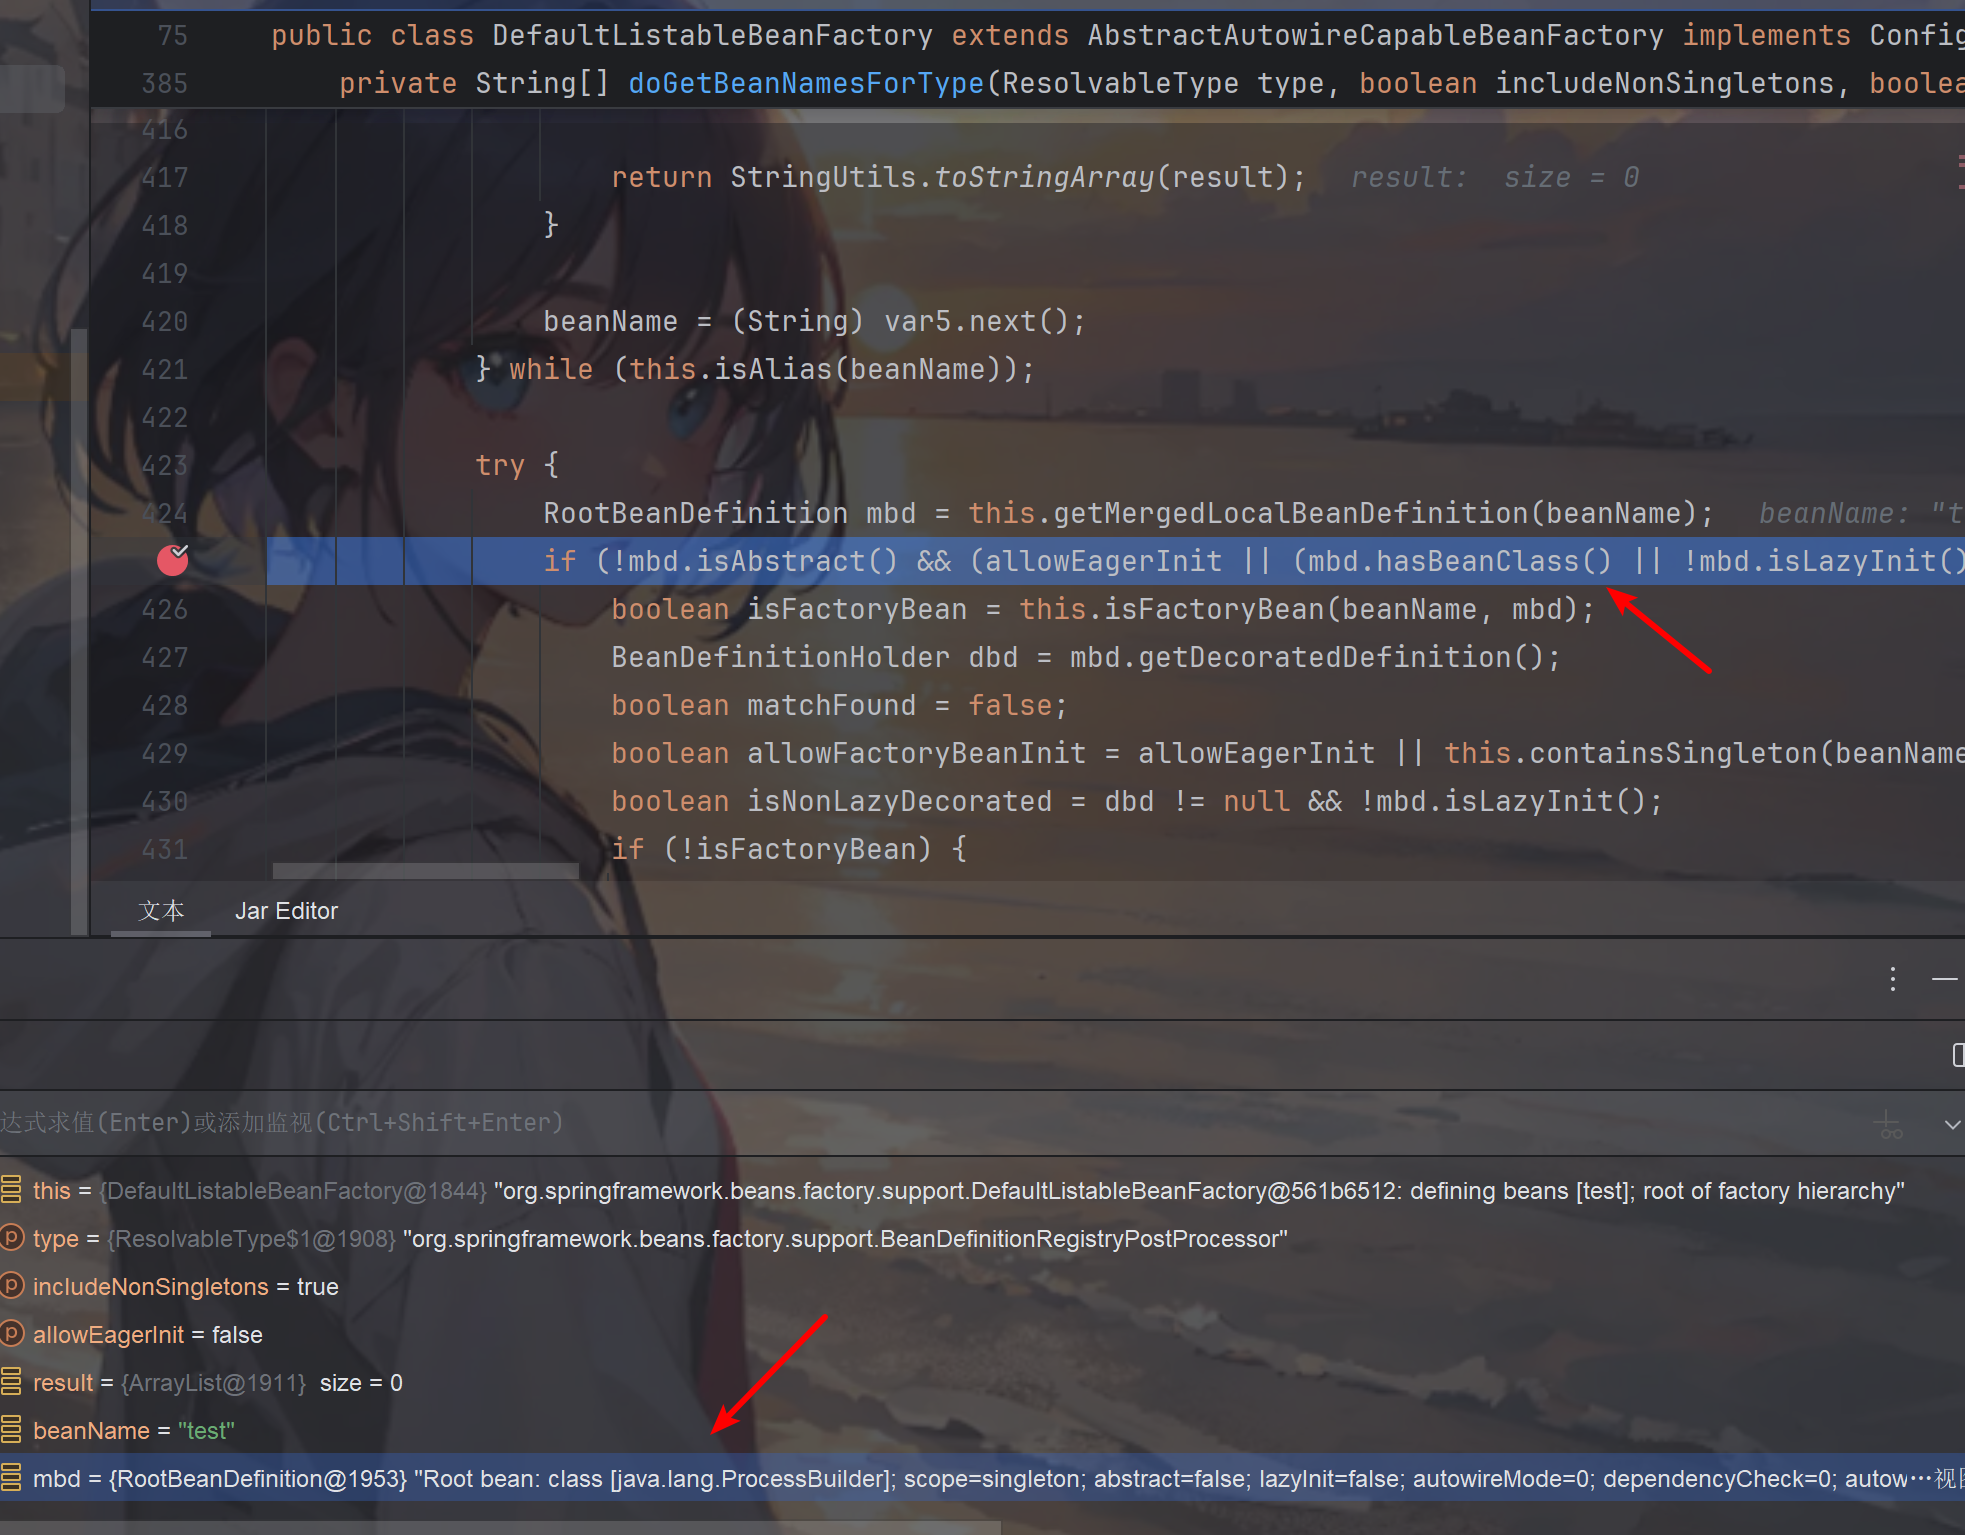 75 public class DefaultListableBeanFactory extends AbstractAutowireCapableBeanFactory implements Config
385 private String[] doGetBeanNamesForType(ResolvableType type, boolean includeNonSingletons, boolea
416
417 return StringUtils.toStringArray(result); result: size = 0
418 }
419
420 beanName = (String) var5.next();
421 } while (this.isAlias(beanName));
422
423 try {
424 RootBeanDefinition mbd = this.getMergedLocalBeanDefinition(beanName); beanName: "t
if (!mbd.isAbstract() && (allowEagerInit || (mbd.hasBeanClass() || !mbd.isLazyInit()
426 boolean isFactoryBean = this.isFactoryBean(beanName, mbd);
427 BeanDefinitionHolder dbd = mbd.getDecoratedDefinition();
428 boolean matchFound = false;
429 boolean allowFactoryBeanInit = allowEagerInit || this.containsSingleton(beanName
430 boolean isNonLazyDecorated = dbd != null && !mbd.isLazyInit();
431 if (!isFactoryBean) {
文本 Jar Editor
达式求值(Enter)或添加监视(Ctrl+Shift+Enter)
this = {DefaultListableBeanFactory@1844} "org.springframework.beans.factory.support.DefaultListableBeanFactory@561b6512: defining beans [test]; root of factory hierarchy"
type = {ResolvableType$1@1908} "org.springframework.beans.factory.support.BeanDefinitionRegistryPostProcessor"
includeNonSingletons = true
allowEagerInit = false
result = {ArrayList@1911} size = 0
beanName = "test"
mbd = {RootBeanDefinition@1953} "Root bean: class [java.lang.ProcessBuilder]; scope=singleton; abstract=false; lazyInit=false; autowireMode=0; dependencyCheck=0; autow… 视